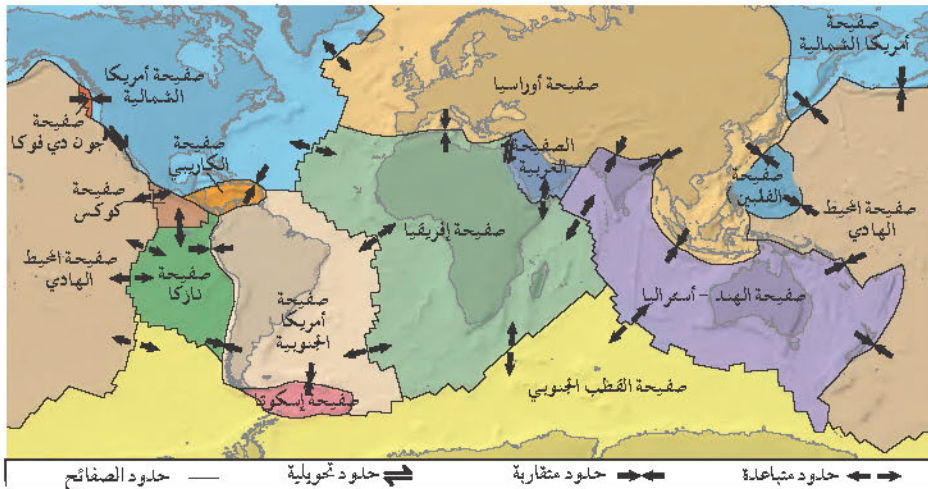 صفيحة
أمريكا الشمالية
صفيحة أمريكا
الشمالية
صفيحة أوراسيا
صفيحة
جون دي فوكا
صفيحة
الكاريبي
الصفيحة
العربية
صفيحة
الفلبين
صفيحة
كوكس
صفيحة المحيط
الهادي
صفيحة إفريقيا
صفيحة المحيط
الهادي
صفيحة
نازكا
صفيحة
أمريكا
الجنوبية
صفيحة الهند - أستراليا
صفيحة القطب الجنوبي
صفيحة إسكوتا
حدود متباعدة
حدود متقاربة
حدود تحويلية
حدود الصفائح